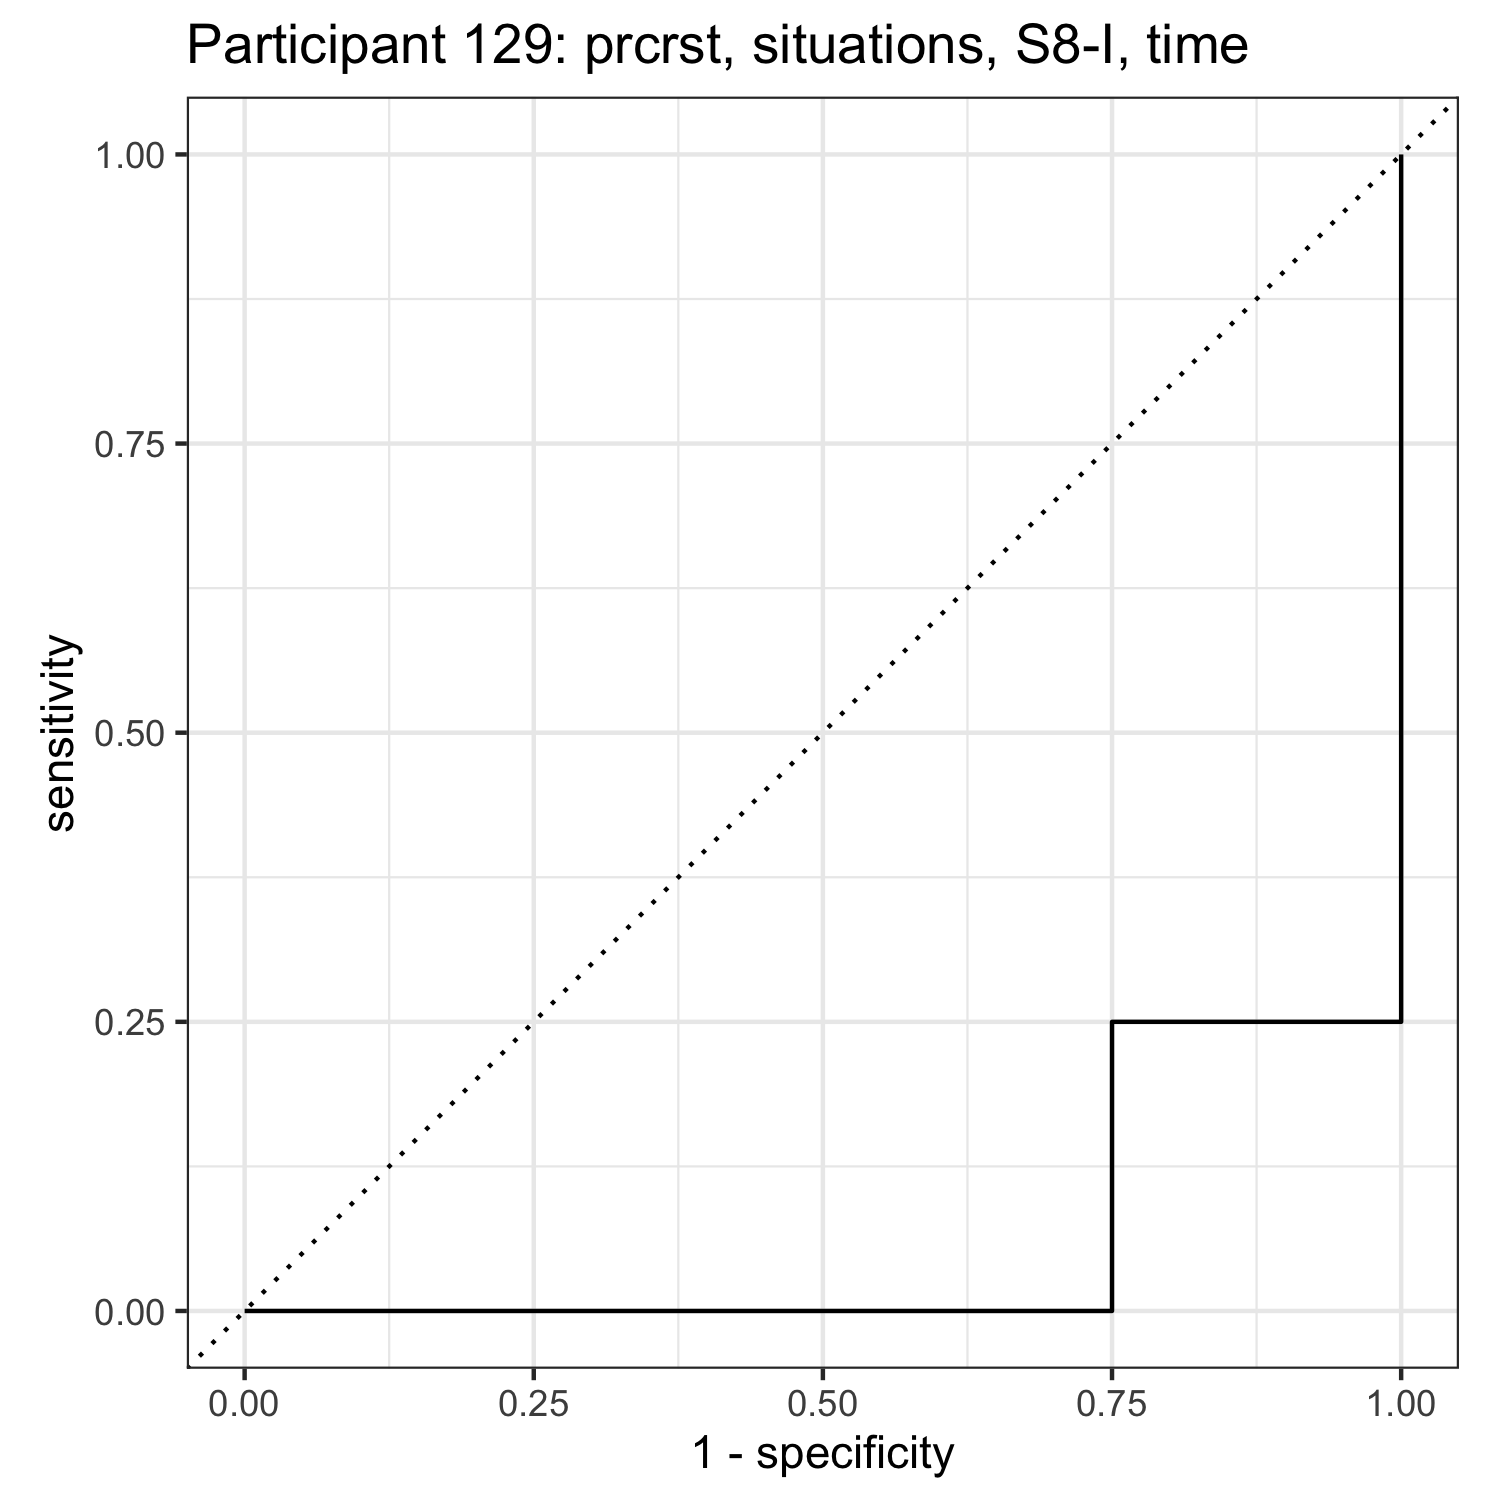 Participant 129: prcrst, situations, S8-I, time
1.00
0.75
0.50
0.25
0.00
sensitivity
0.00 0.25 0.50 0.75 1.00
1 - specificity